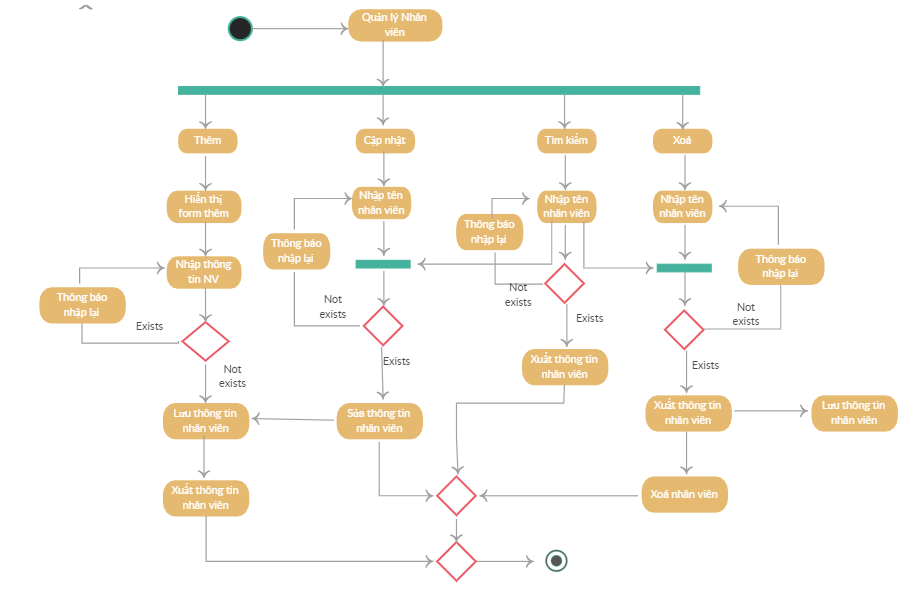 Quản lý Nhân
viên
Thêm
Cập nhật
Tìm kiếm
Xoá
Hiển thị
form thêm
Nhập tên
nhân viên
Nhập tên
nhân viên
Nhập tên
nhân viên
Thông báo
nhập lại
Thông báo
nhập lại
Thông báo
nhập lại
Nhập thông
tin NV
Thông báo
nhập lại
Not
exists
Not
exists
Not
exists
Exists
Exists
Exists
Exists
Not
exists
Xuất thông tin
nhân viên
Lưu thông tin
nhân viên
Sửa thông tin
nhân viên
Xuất thông tin
nhân viên
Lưu thông tin
nhân viên
Xuất thông tin
nhân viên
Xoá nhân viên